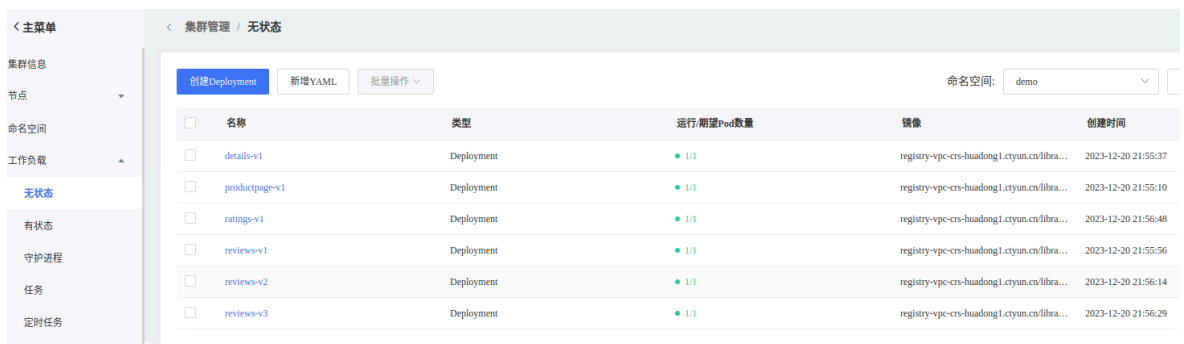 主菜单
集群管理 / 无状态
集群信息
节点
命名空间
工作负载
无状态
有状态
守护进程
任务
定时任务
创建Deployment 新增YAML 批量操作 命名空间: demo
名称 类型 运行/期望Pod数量 镜像 创建时间
details-v1 Deployment 1/1 registry-vpc-crs-huadong1.ctyun.cn/libra… 2023-12-20 21:55:37
productpage-v1 Deployment 1/1 registry-vpc-crs-huadong1.ctyun.cn/libra… 2023-12-20 21:55:10
ratings-v1 Deployment 1/1 registry-vpc-crs-huadong1.ctyun.cn/libra… 2023-12-20 21:56:48
reviews-v1 Deployment 1/1 registry-vpc-crs-huadong1.ctyun.cn/libra… 2023-12-20 21:55:56
reviews-v2 Deployment 1/1 registry-vpc-crs-huadong1.ctyun.cn/libra… 2023-12-20 21:56:14
reviews-v3 Deployment 1/1 registry-vpc-crs-huadong1.ctyun.cn/libra… 2023-12-20 21:56:29